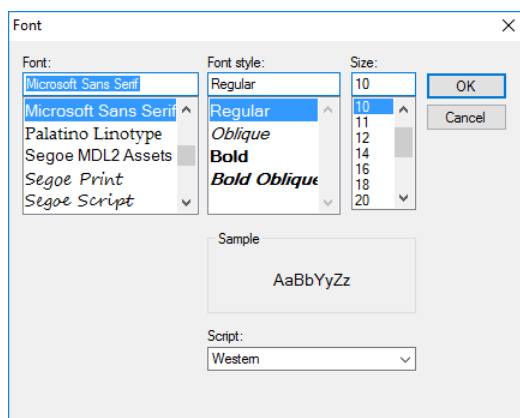 Font
Font:
Microsoft Sans Serif
Microsoft Sans Serif
Palatino Linotype
Segoe MDL2 Assets
Segoe Print
Segoe Script
Font style:
Regular
Regular
Oblique
Bold
Bold Oblique
Size:
10
10
11
12
14
16
18
20
OK
Cancel
Sample
AaBbYyZz
Script:
Western